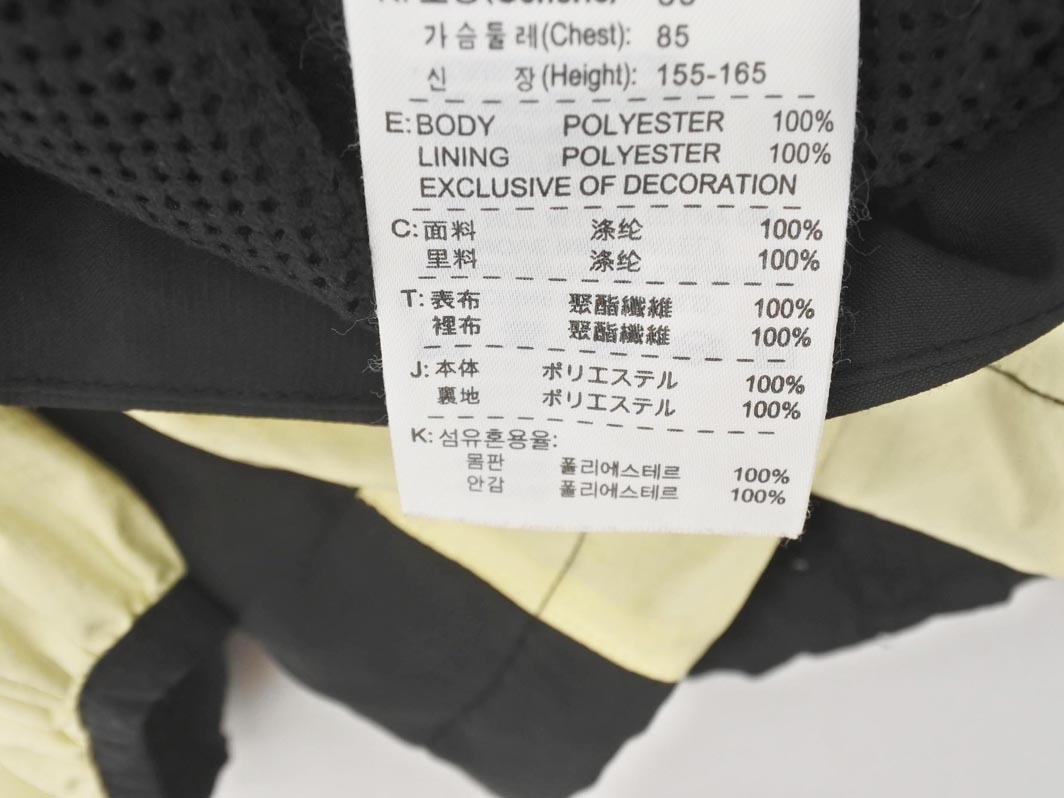 가슴둘레(Chest): 85
신 장(Height): 155-165
E: BODY POLYESTER 100%
LINING POLYESTER 100%
EXCLUSIVE OF DECORATION
C: 面料 涤纶 100%
里料 涤纶 100%
T: 表布 聚酯纖維 100%
裡布 聚酯纖維 100%
J: 本体 ポリエステル 100%
裏地 ポリエステル 100%
K: 섬유혼용율:
몸판 폴리에스테르 100%
안감 폴리에스테르 100%